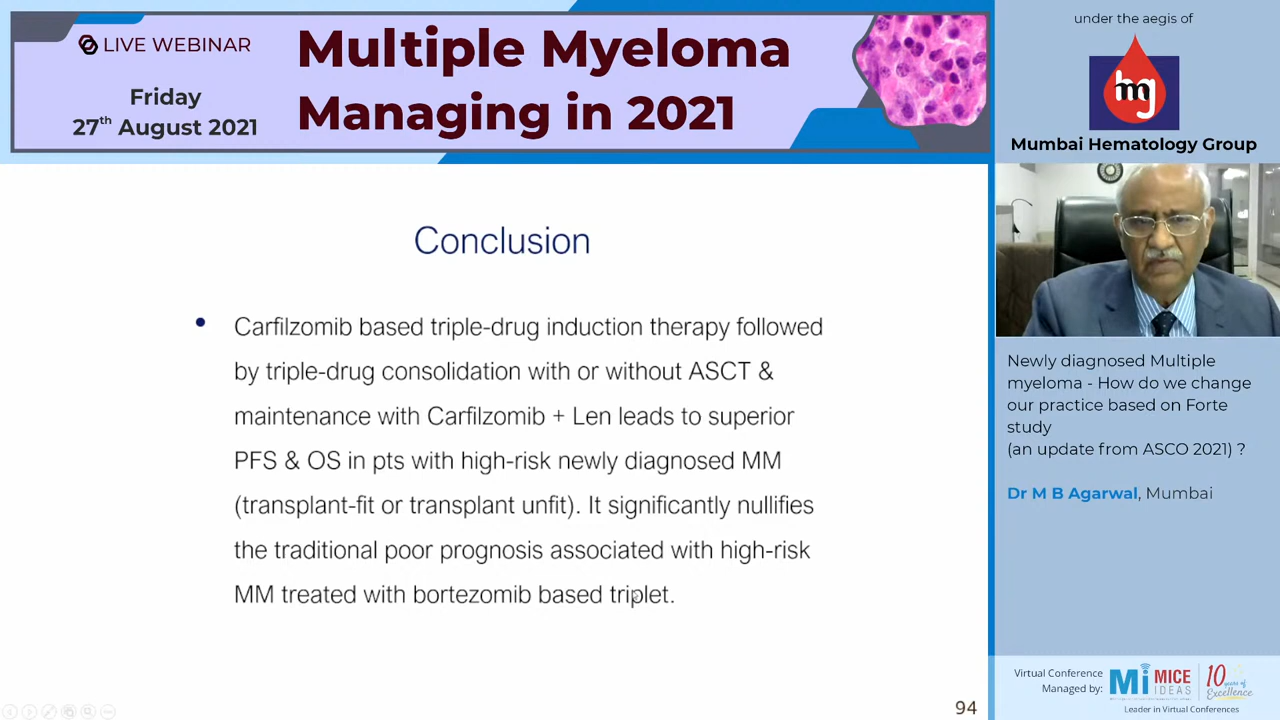 LIVE WEBINAR
Friday
27th August 2021
Multiple Myeloma
Managing in 2021
Conclusion
• Carfilzomib based triple-drug induction therapy followed
by triple-drug consolidation with or without ASCT &
maintenance with Carfilzomib + Len leads to superior
PFS & OS in pts with high-risk newly diagnosed MM
(transplant-fit or transplant unfit). It significantly nullifies
the traditional poor prognosis associated with high-risk
MM treated with bortezomib based triplet.
94
under the aegis of
hmg
Mumbai Hematology Group
Newly diagnosed Multiple
myeloma - How do we change
our practice based on Forte
study
(an update from ASCO 2021) ?
Dr M B Agarwal, Mumbai
Virtual Conference
Managed by:
Mi MICE
IDEAS
10 years of
Excellence
Leader in Virtual Conferences